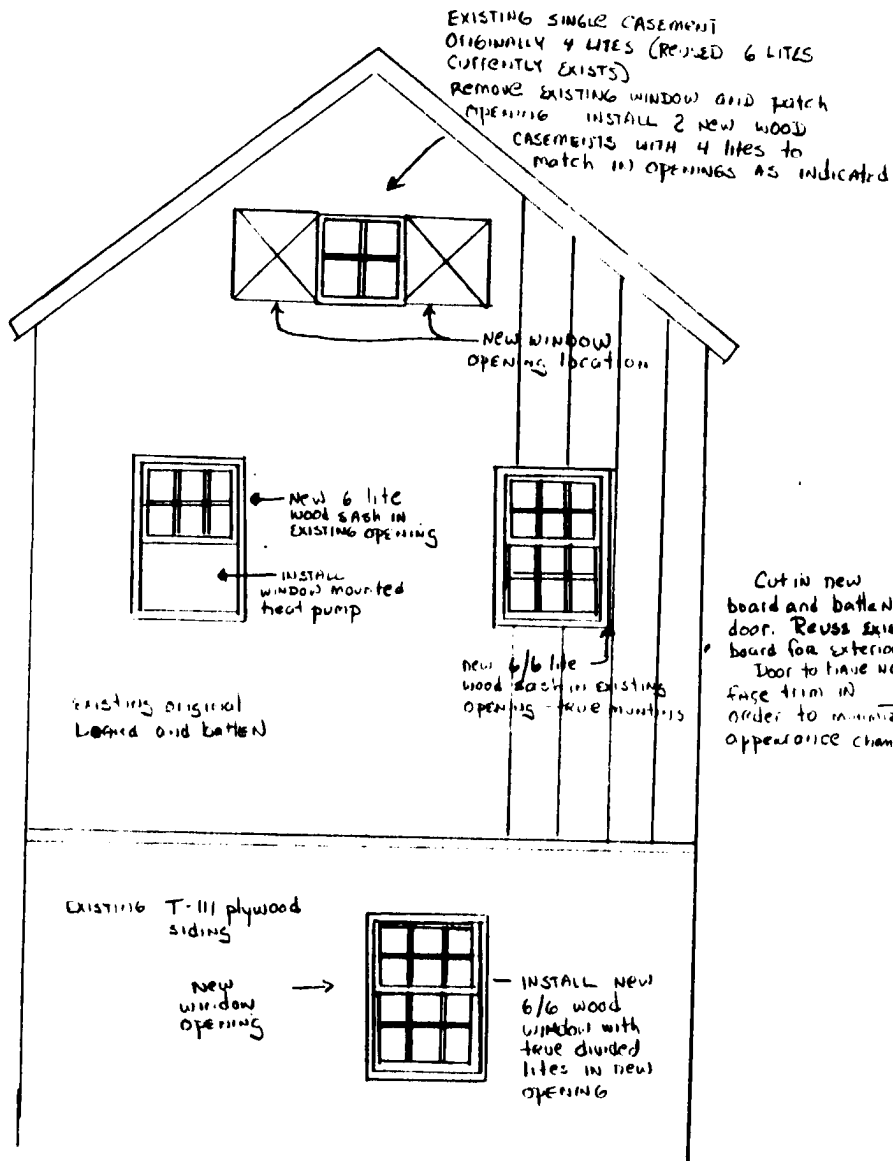 EXISTING SINGLE CASEMENT
ORIGINALLY 4 LITES (REUSED 6 LITES
CURRENTLY EXISTS)
REMOVE EXISTING WINDOW AND PATCH
OPENING INSTALL 2 NEW WOOD
CASEMENTS WITH 4 lites to
match IN OPENINGS AS INDICATED
NEW WINDOW
OPENING location
NEW 6 lite
WOOD SASH IN
EXISTING OPENING
INSTALL
WINDOW MOUNTED
heat pump
new 6/6 lite
wood sash in EXISTING
OPENING - true muntins
Existing original
board and batten
Cut in new
board and batten
door. Reuse
board for exterior
Door to have
face trim IN
order to
appearance
EXISTING T-111 plywood
SIDING
NEW
WINDOW
OPENING
INSTALL NEW
6/6 wood
WINDOW with
true divided
lites IN new
OPENING